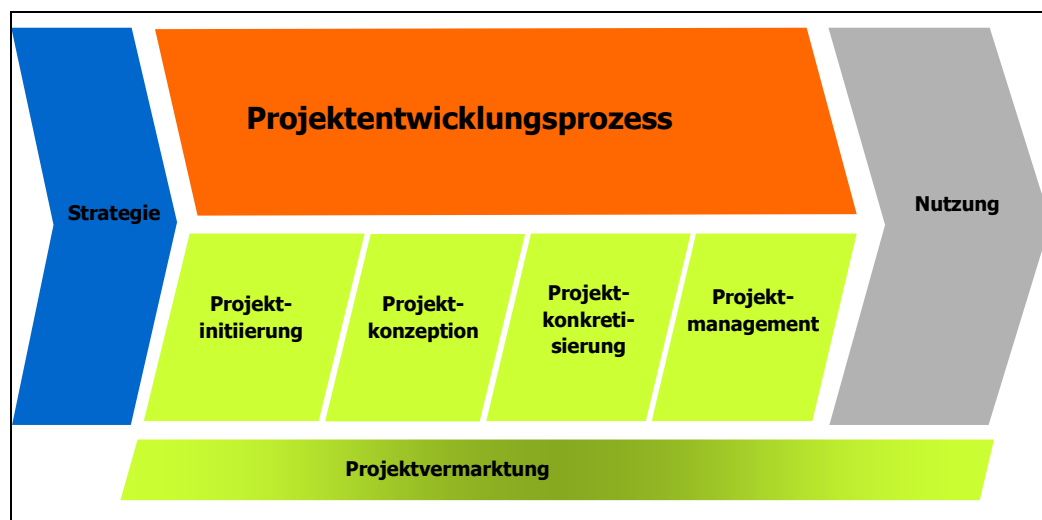 Projektentwicklungsprozess
Strategie
Nutzung
Projekt-
initiierung
Projekt-
konzeption
Projekt-
konkreti-
sierung
Projekt-
management
Projektvermarktung